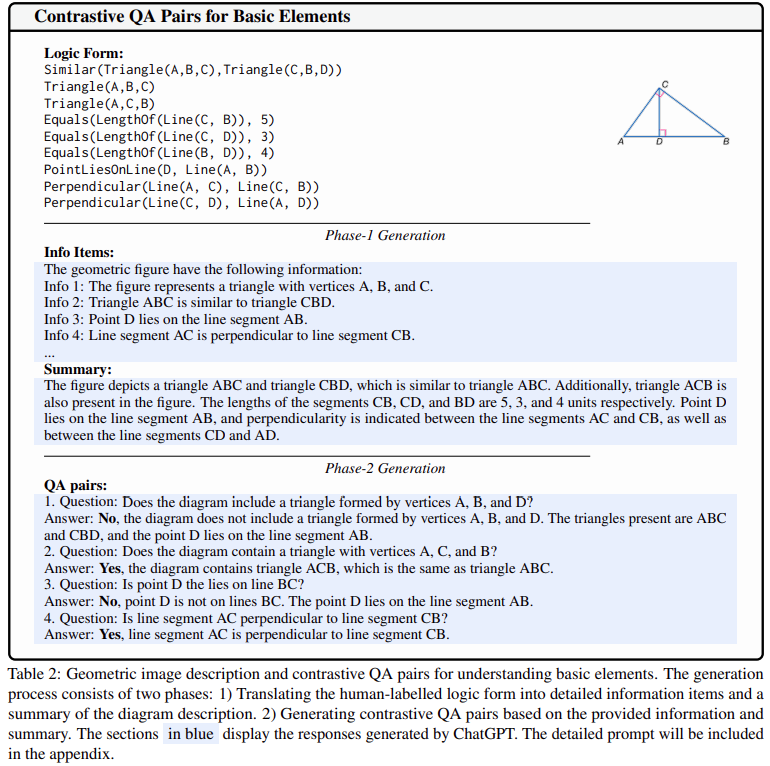 Contrastive QA Pairs for Basic Elements
Logic Form:
Similar(Triangle(A,B,C),Triangle(C,B,D))
Triangle(A,B,C)
Triangle(A,C,B)
Equals(LengthOf(Line(C, B)), 5)
Equals(LengthOf(Line(C, D)), 3)
Equals(LengthOf(Line(B, D)), 4)
PointLiesOnLine(D, Line(A, B))
Perpendicular(Line(A, C), Line(C, B))
Perpendicular(Line(C, D), Line(A, D))
C
A D B
Phase-1 Generation
Info Items:
The geometric figure have the following information:
Info 1: The figure represents a triangle with vertices A, B, and C.
Info 2: Triangle ABC is similar to triangle CBD.
Info 3: Point D lies on the line segment AB.
Info 4: Line segment AC is perpendicular to line segment CB.
...
Summary:
The figure depicts a triangle ABC and triangle CBD, which is similar to triangle ABC. Additionally, triangle ACB is
also present in the figure. The lengths of the segments CB, CD, and BD are 5, 3, and 4 units respectively. Point D
lies on the line segment AB, and perpendicularity is indicated between the line segments AC and CB, as well as
between the line segments CD and AD.
Phase-2 Generation
QA pairs:
1. Question: Does the diagram include a triangle formed by vertices A, B, and D?
Answer: No, the diagram does not include a triangle formed by vertices A, B, and D. The triangles present are ABC
and CBD, and the point D lies on the line segment AB.
2. Question: Does the diagram contain a triangle with vertices A, C, and B?
Answer: Yes, the diagram contains triangle ACB, which is the same as triangle ABC.
3. Question: Is point D the lies on line BC?
Answer: No, point D is not on lines BC. The point D lies on the line segment AB.
4. Question: Is line segment AC perpendicular to line segment CB?
Answer: Yes, line segment AC is perpendicular to line segment CB.
Table 2: Geometric image description and contrastive QA pairs for understanding basic elements. The generation
process consists of two phases: 1) Translating the human-labelled logic form into detailed information items and a
summary of the diagram description. 2) Generating contrastive QA pairs based on the provided information and
summary. The sections in blue display the responses generated by ChatGPT. The detailed prompt will be included
in the appendix.